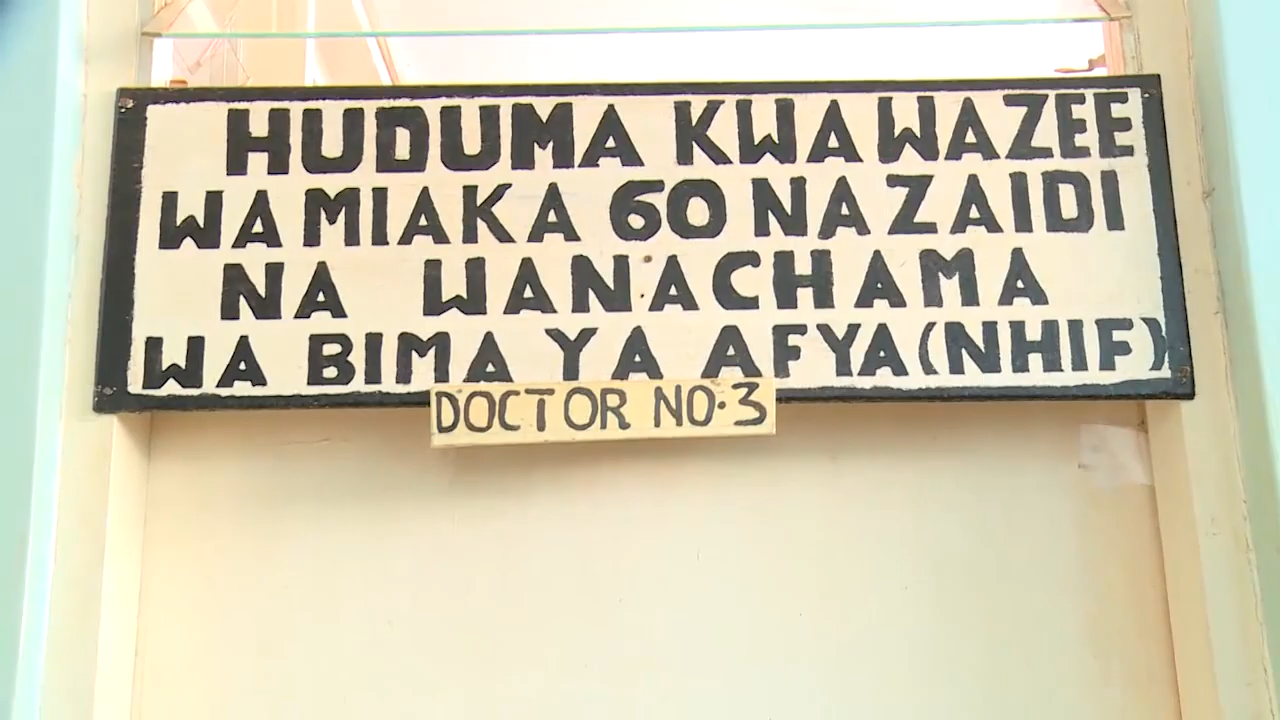 HUDUMA KWA WAZEE
WA MIAKA 60 NA ZAIDI
NA WANACHAMA
WA BIMA YA AFYA (NHIF)
DOCTOR NO. 3